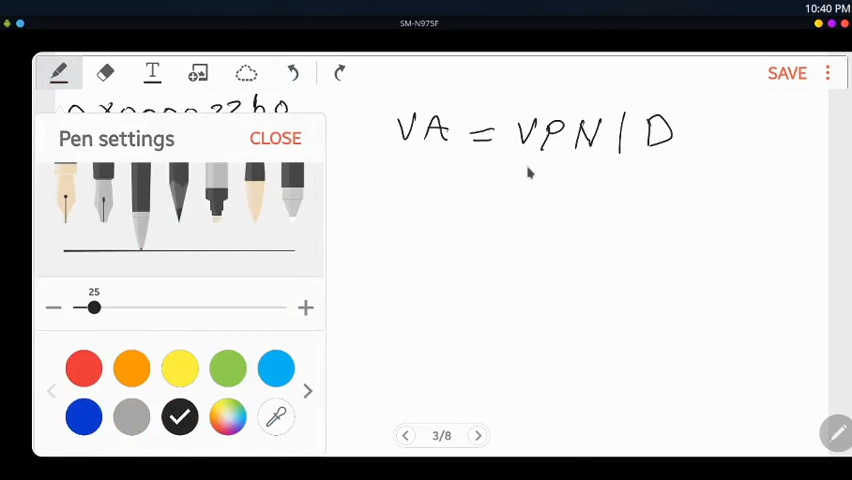 10:40 PM
SM-N975F
T SAVE
VA = VPN | D
Pen settings CLOSE
25
3/8